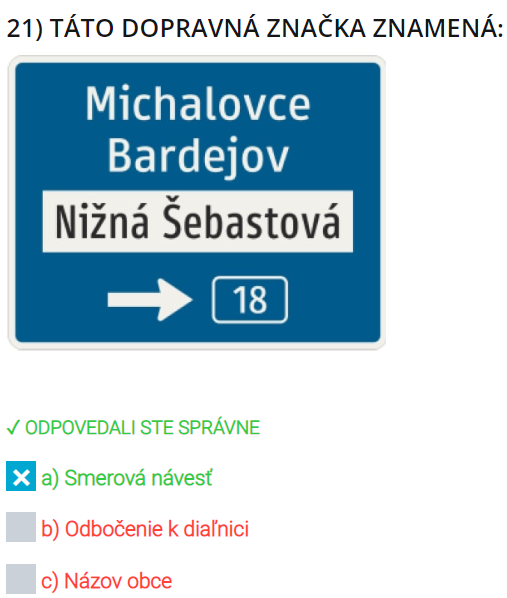 21) TÁTO DOPRAVNÁ ZNAČKA ZNAMENÁ:
Michalovce
Bardejov
Nižná Šebastová
18
✓ ODPOVEDALI STE SPRÁVNE
a) Smerová návesť
b) Odbočenie k diaľnici
c) Názov obce